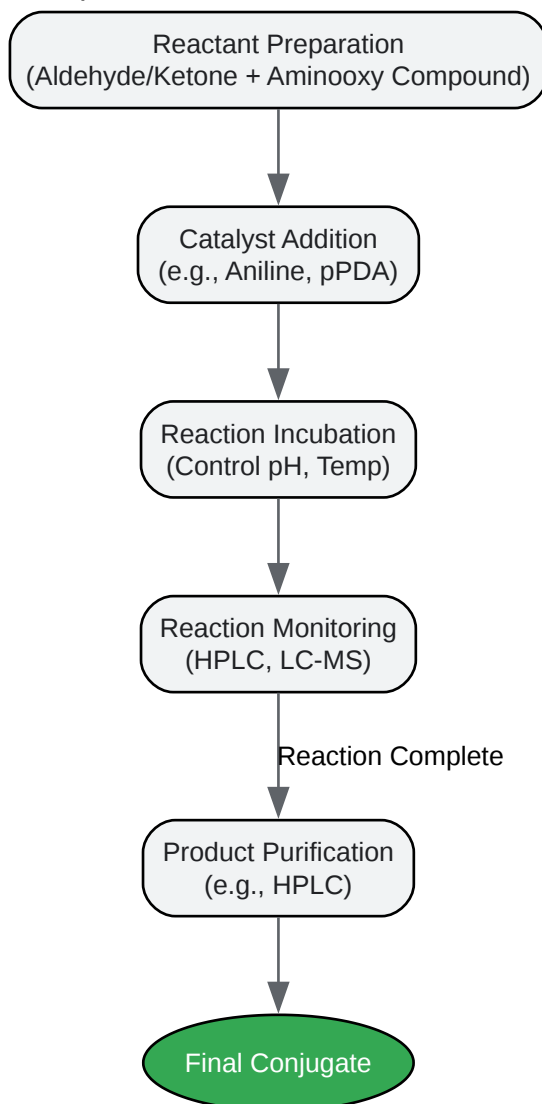 Reactant Preparation
(Aldehyde/Ketone + Aminooxy Compound)
Catalyst Addition
(e.g., Aniline, pPDA)
Reaction Incubation
(Control pH, Temp)
Reaction Monitoring
(HPLC, LC-MS)
Reaction Complete
Product Purification
(e.g., HPLC)
Final Conjugate